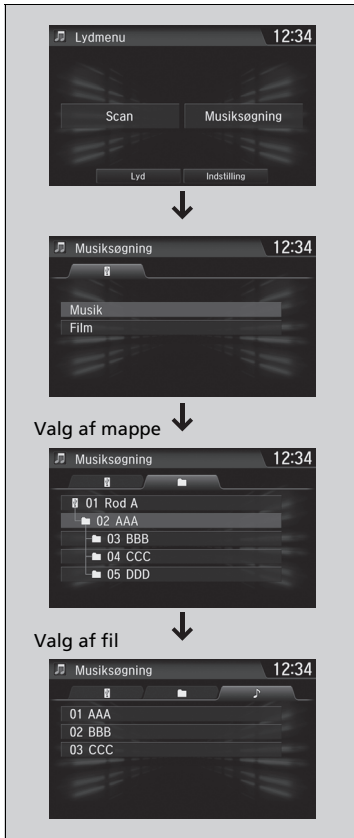 Lydmenu 12:34
Scan Musiksøgning
Lyd Indstilling
Musiksøgning 12:34
Musik
Film
Valg af mappe
Musiksøgning 12:34
01 Rod A
02 AAA
03 BBB
04 CCC
05 DDD
Valg af fil
Musiksøgning 12:34
01 AAA
02 BBB
03 CCC